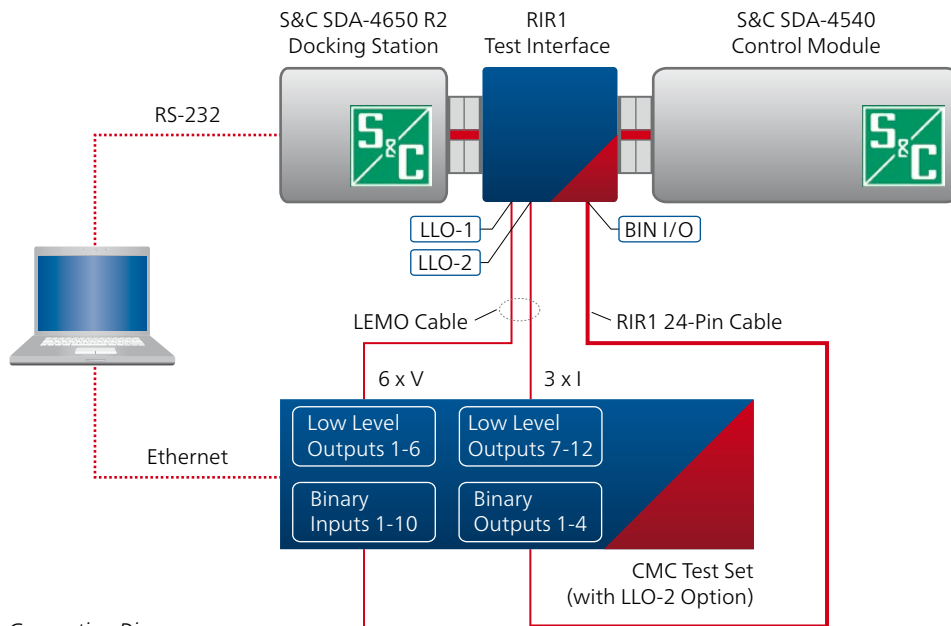 S&C SDA-4650 R2
Docking Station
RIR1
Test Interface
S&C SDA-4540
Control Module
RS-232
S&C
S&C
LLO-1
BIN I/O
LLO-2
LEMO Cable
RIR1 24-Pin Cable
6 x V
3 x I
Low Level
Outputs 1-6
Low Level
Outputs 7-12
Ethernet
Binary
Inputs 1-10
Binary
Outputs 1-4
CMC Test Set
(with LLO-2 Option)